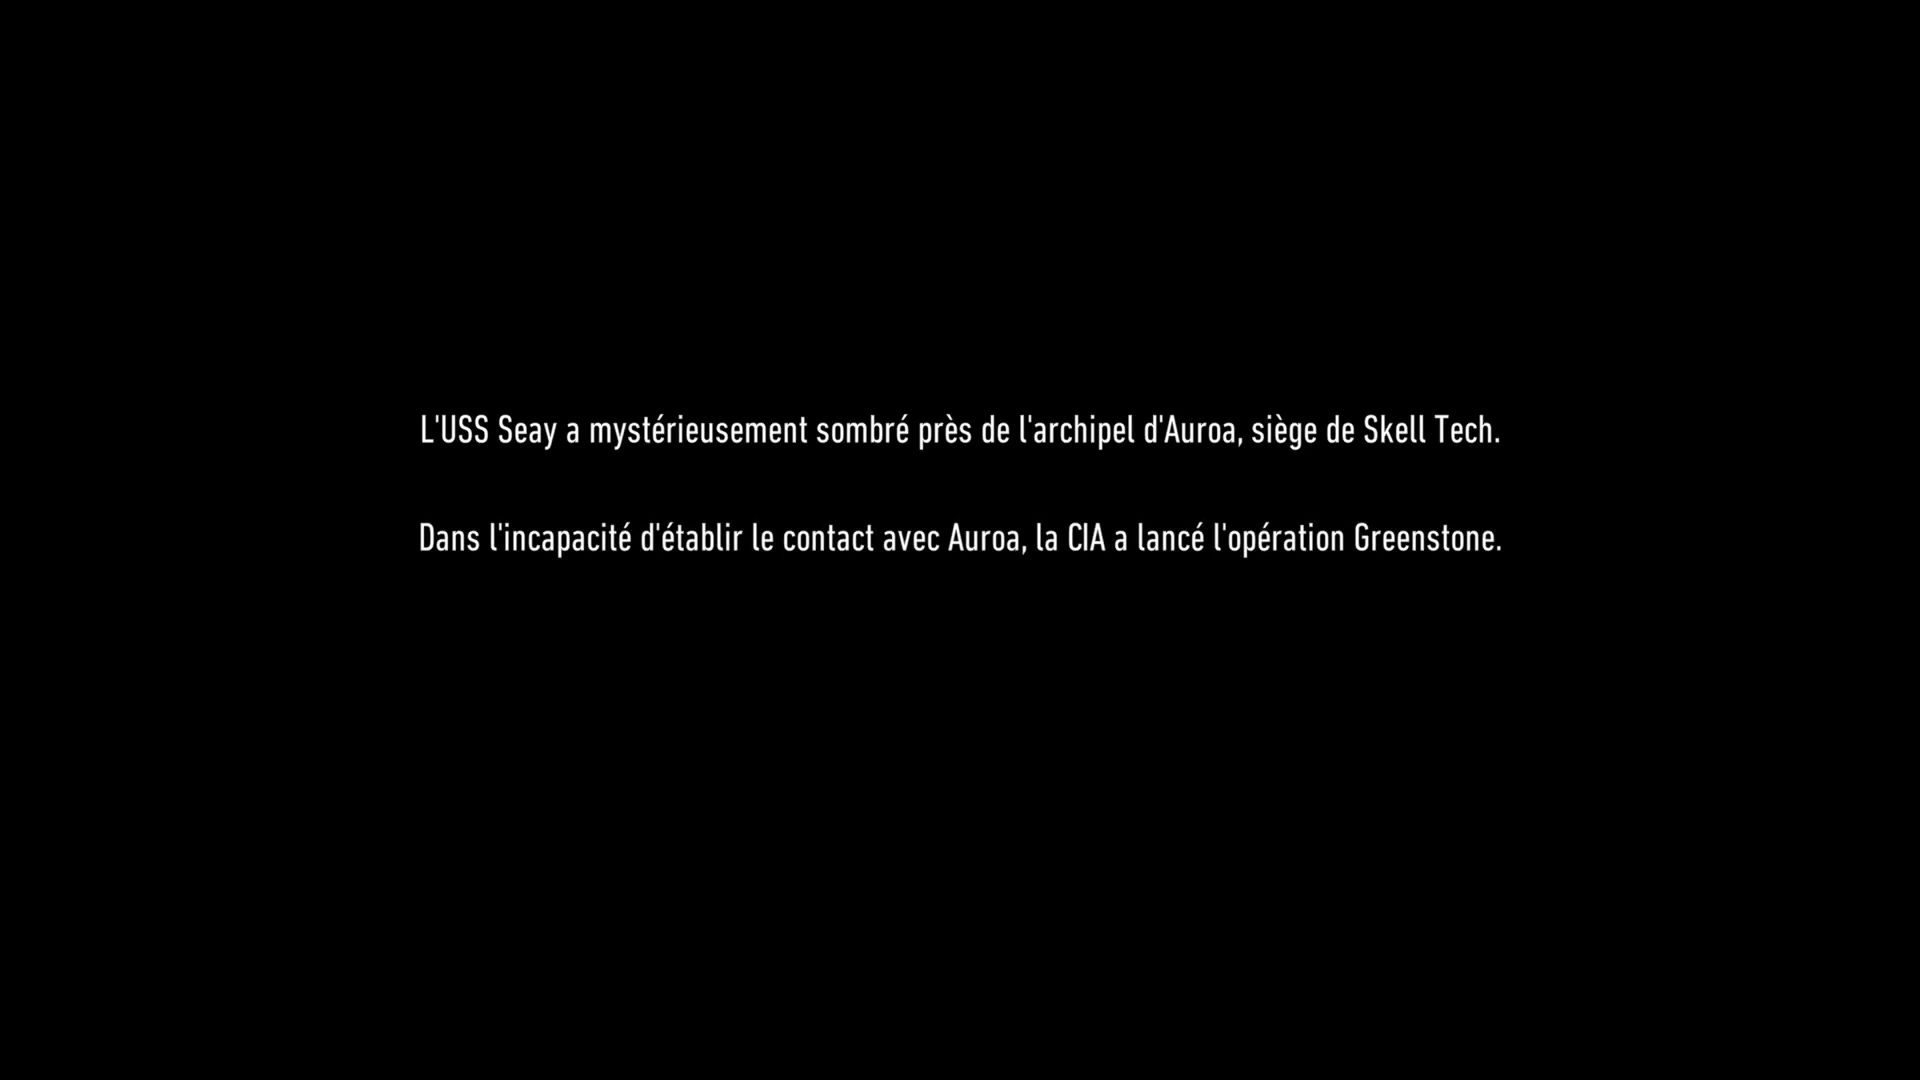 L'USS Seay a mystérieusement sombré près de l'archipel d'Auroa, siège de Skell Tech.
Dans l'incapacité d'établir le contact avec Auroa, la CIA a lancé l'opération Greenstone.